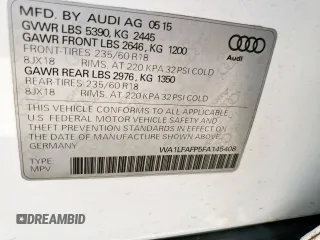 MFD. BY AUDI AG 05 15
GVWR LBS 5390, KG 2445
GAWR FRONT LBS 2646, KG 1200
FRONT-TIRES: 235/60 R18
8JX18 RIMS, AT 220 KPA 32 PSI COLD
GAWR REAR LBS 2976, KG 1350
REAR-TIRES: 235/60 R18
8JX18 RIMS, AT 220 KPA 32 PSI COLD
THIS VEHICLE CONFORMS TO ALL APPLICABLE
U.S. FEDERAL MOTOR VEHICLE SAFETY
STANDARDS IN EFFECT ON THE
DATE OF MANUFACTURE SHOWN ABOVE.
GERMANY
WA1LFAFP5FA145408
TYPE:
MPV
Audi
DREAMBID